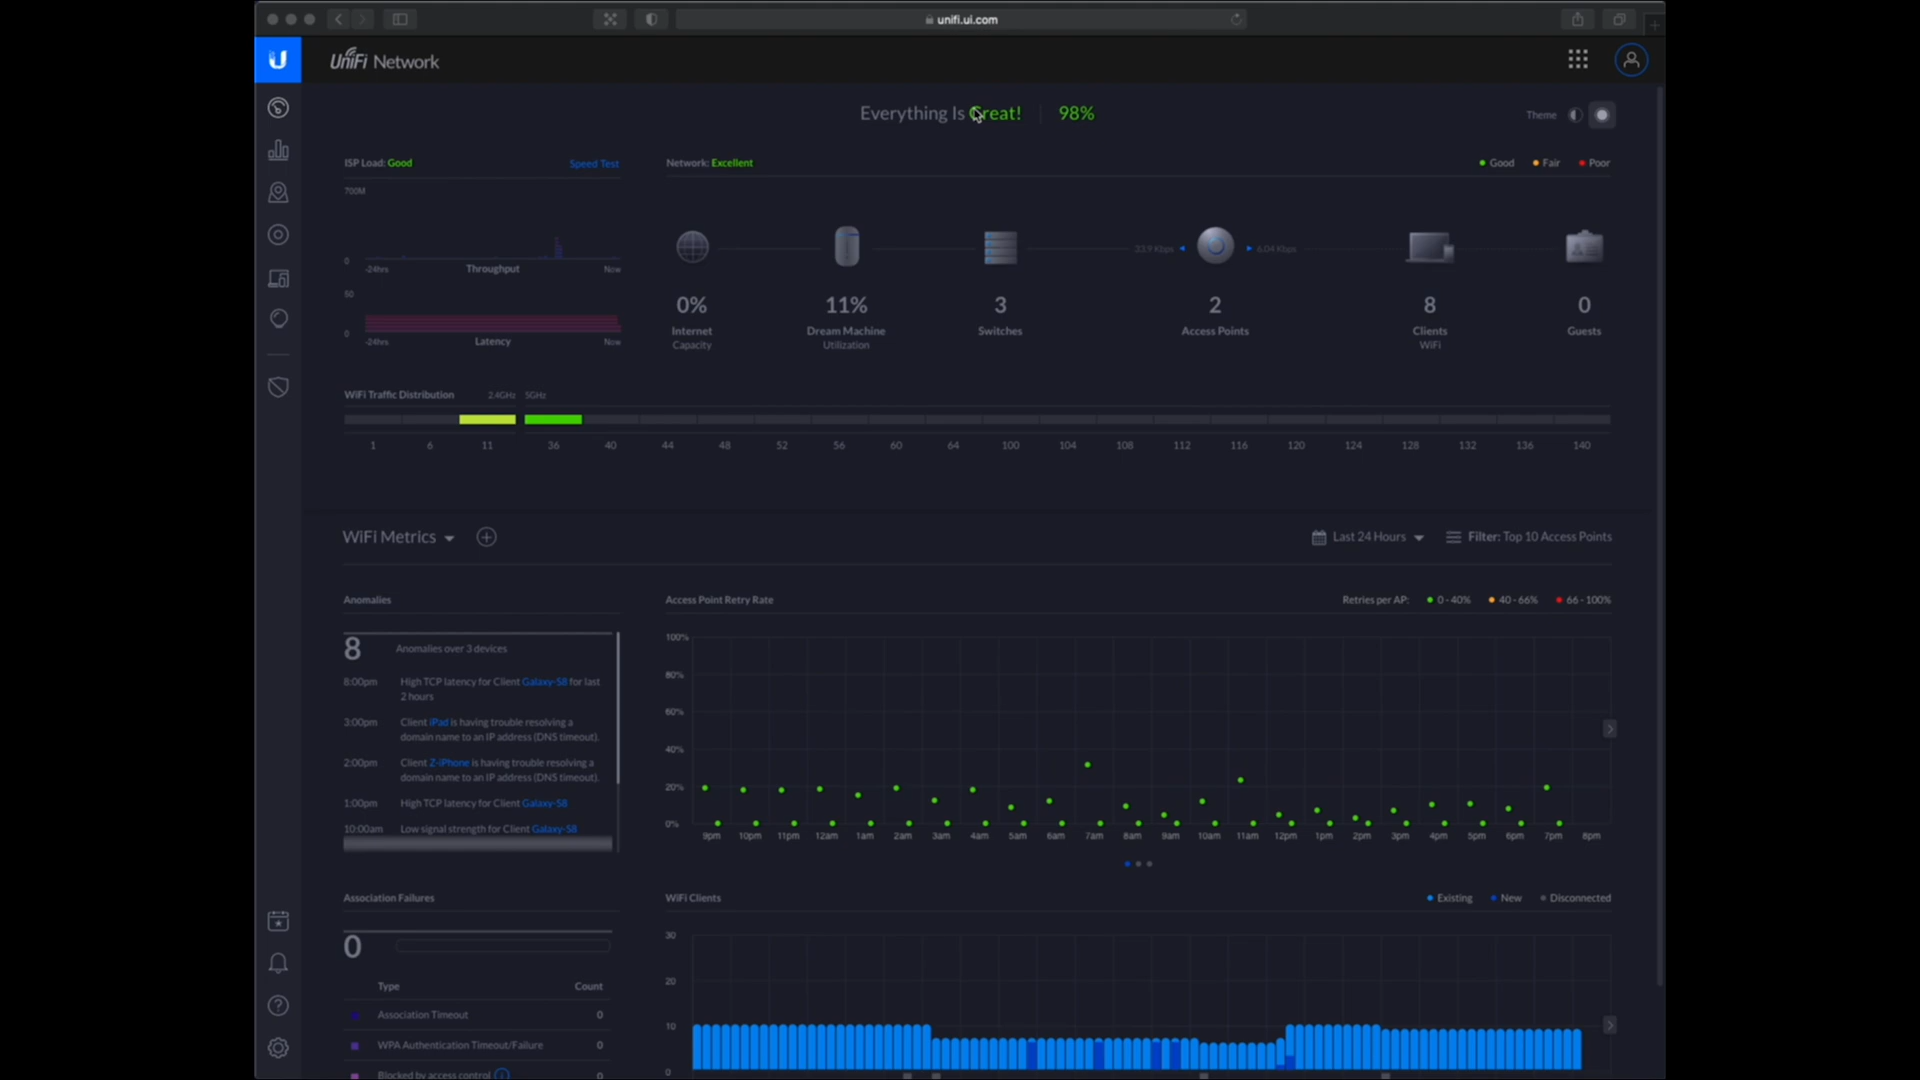 unifi.ui.com
UniFi Network
Everything Is Great! 98%
Theme
ISP Load: Good Speed Test
Network: Excellent
Good Fair Poor
700M
0
-24hrs Throughput Now
50
0
-24hrs Latency Now
33.9 Kbps 6.04 Kbps
0% 11% 3 2 8 0
Internet Dream Machine Switches Access Points Clients Guests
Capacity Utilization WiFi
WiFi Traffic Distribution 2.4GHz 5GHz
1 6 11 36 40 44 48 52 56 60 64 100 104 108 112 116 120 124 128 132 136 140
WiFi Metrics
Last 24 Hours Filter: Top 10 Access Points
Anomalies
8 Anomalies over 3 devices
8:00pm High TCP latency for Client Galaxy-S8 for last
2 hours
3:00pm Client iPad is having trouble resolving a
domain name to an IP address (DNS timeout).
2:00pm Client Z-iPhone is having trouble resolving a
domain name to an IP address (DNS timeout).
1:00pm High TCP latency for Client Galaxy-S8
10:00am Low signal strength for Client Galaxy-S8
Access Point Retry Rate Retries per AP: 0 - 40% 40 - 66% 66 - 100%
100%
80%
60%
40%
20%
0%
9pm 10pm 11pm 12am 1am 2am 3am 4am 5am 6am 7am 8am 9am 10am 11am 12pm 1pm 2pm 3pm 4pm 5pm 6pm 7pm 8pm
Association Failures
0
Type Count
Association Timeout 0
WPA Authentication Timeout/Failure 0
Blocked by access control 0
WiFi Clients Existing New Disconnected
30
20
10
0